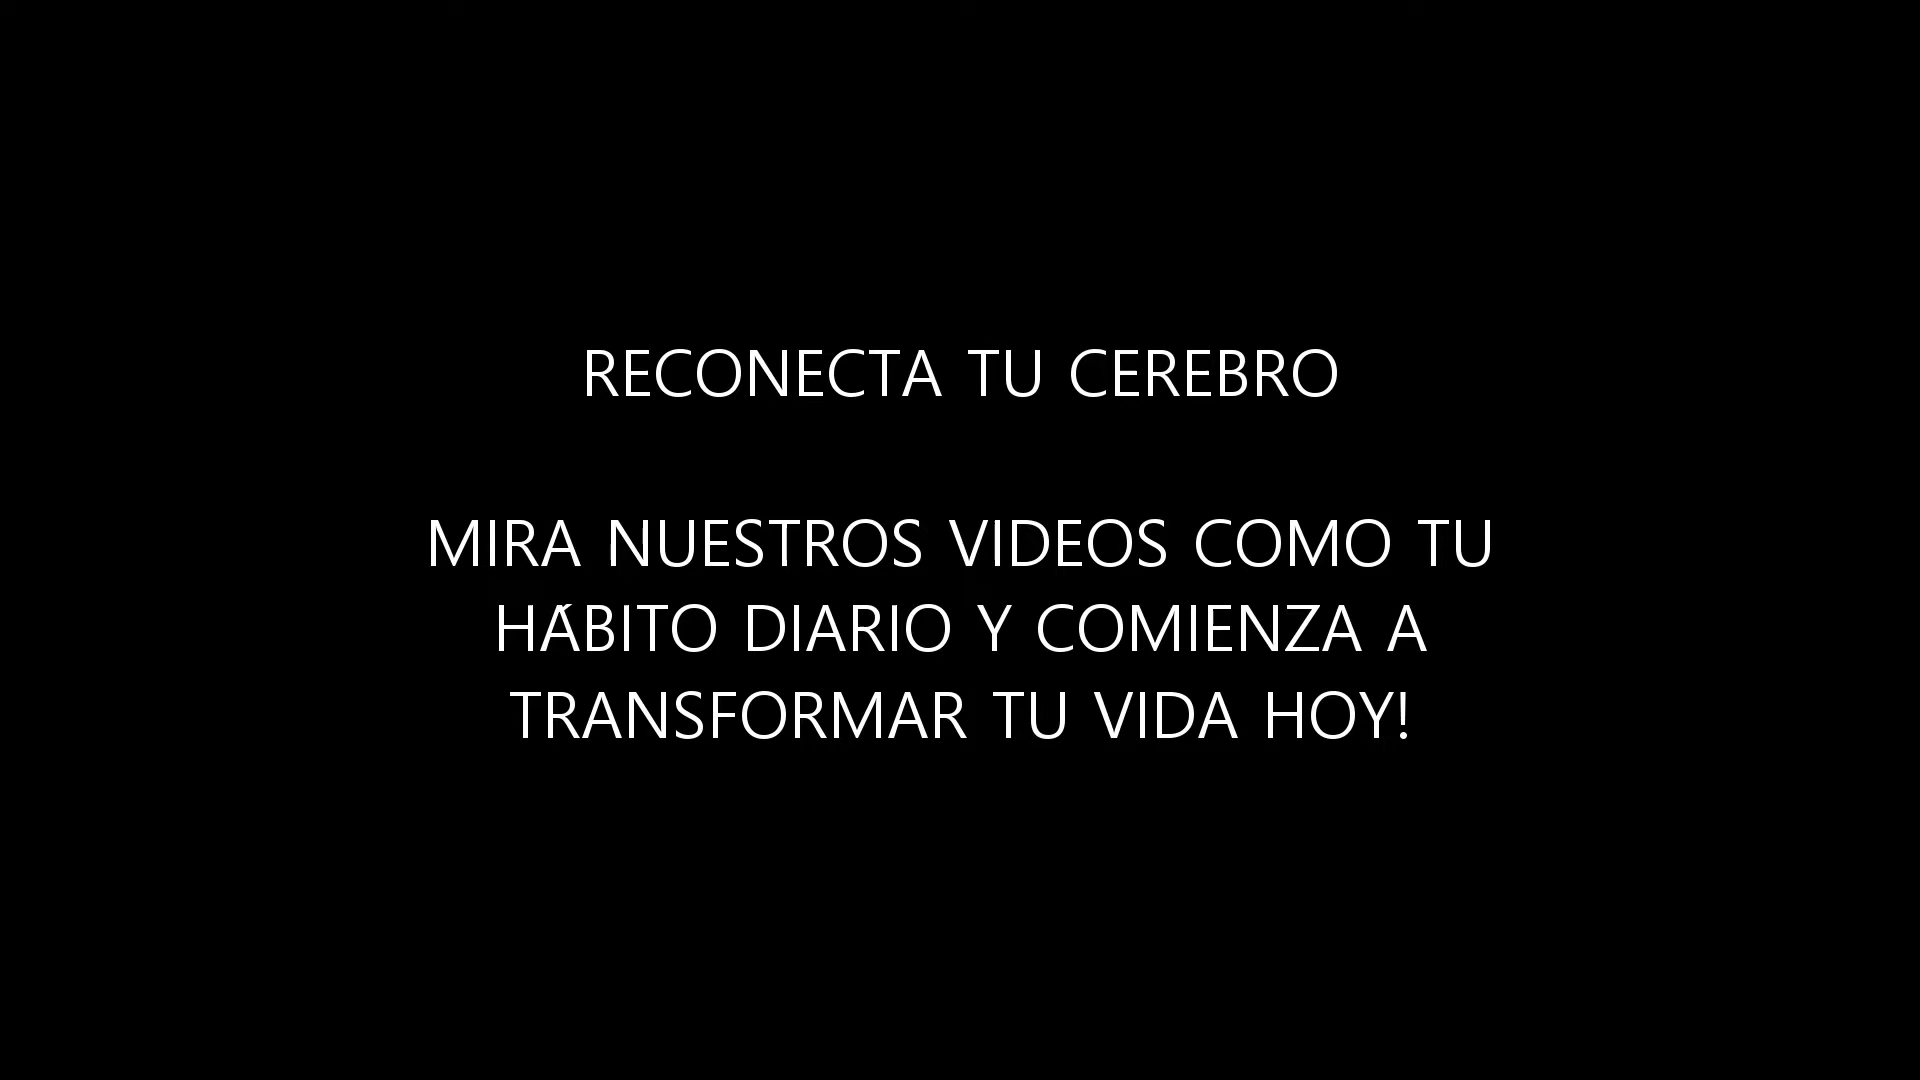 RECONECTA TU CEREBRO
MIRA NUESTROS VIDEOS COMO TU
HÁBITO DIARIO Y COMIENZA A
TRANSFORMAR TU VIDA HOY!